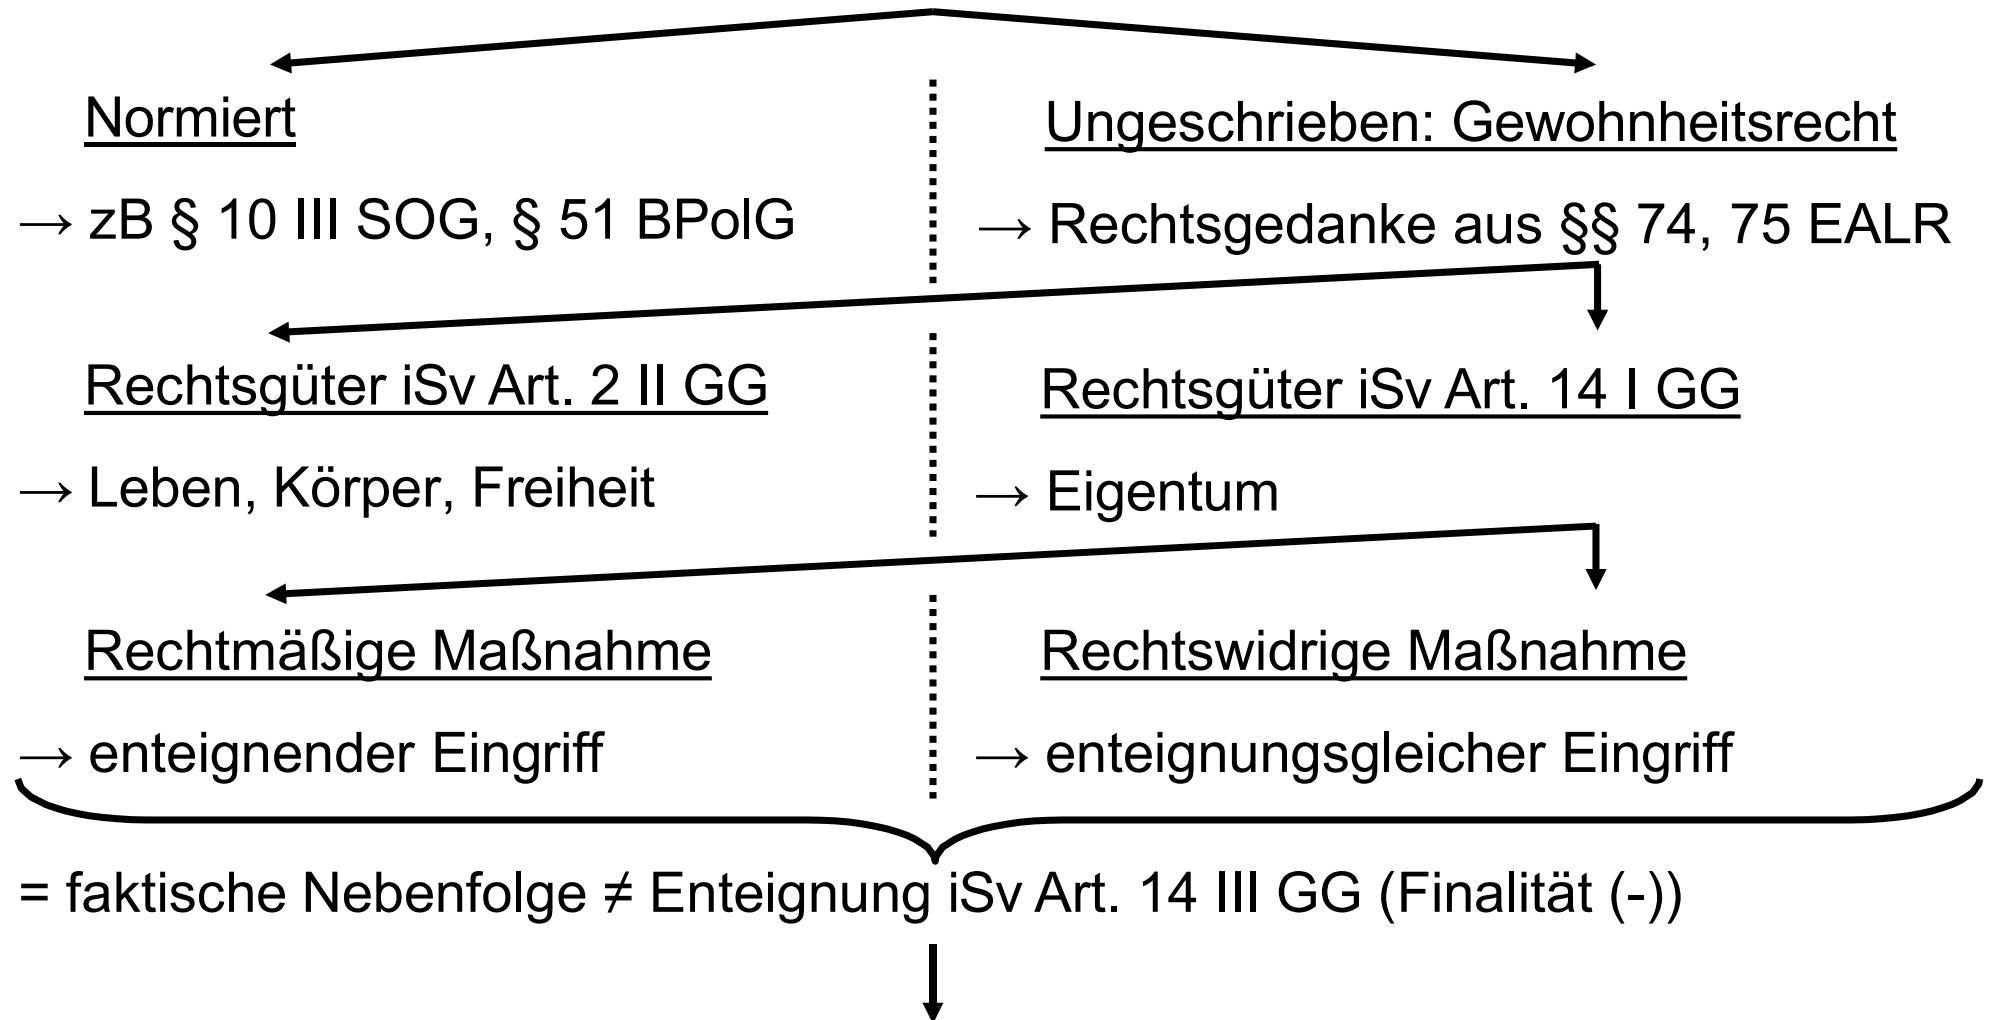 Normiert
Ungeschrieben: Gewohnheitsrecht
→ zB § 10 III SOG, § 51 BPolG
→ Rechtsgedanke aus §§ 74, 75 EALR
Rechtsgüter iSv Art. 2 II GG
Rechtsgüter iSv Art. 14 I GG
→ Leben, Körper, Freiheit
→ Eigentum
Rechtmäßige Maßnahme
Rechtswidrige Maßnahme
→ enteignender Eingriff
→ enteignungsgleicher Eingriff
= faktische Nebenfolge ≠ Enteignung iSv Art. 14 III GG (Finalität (-))